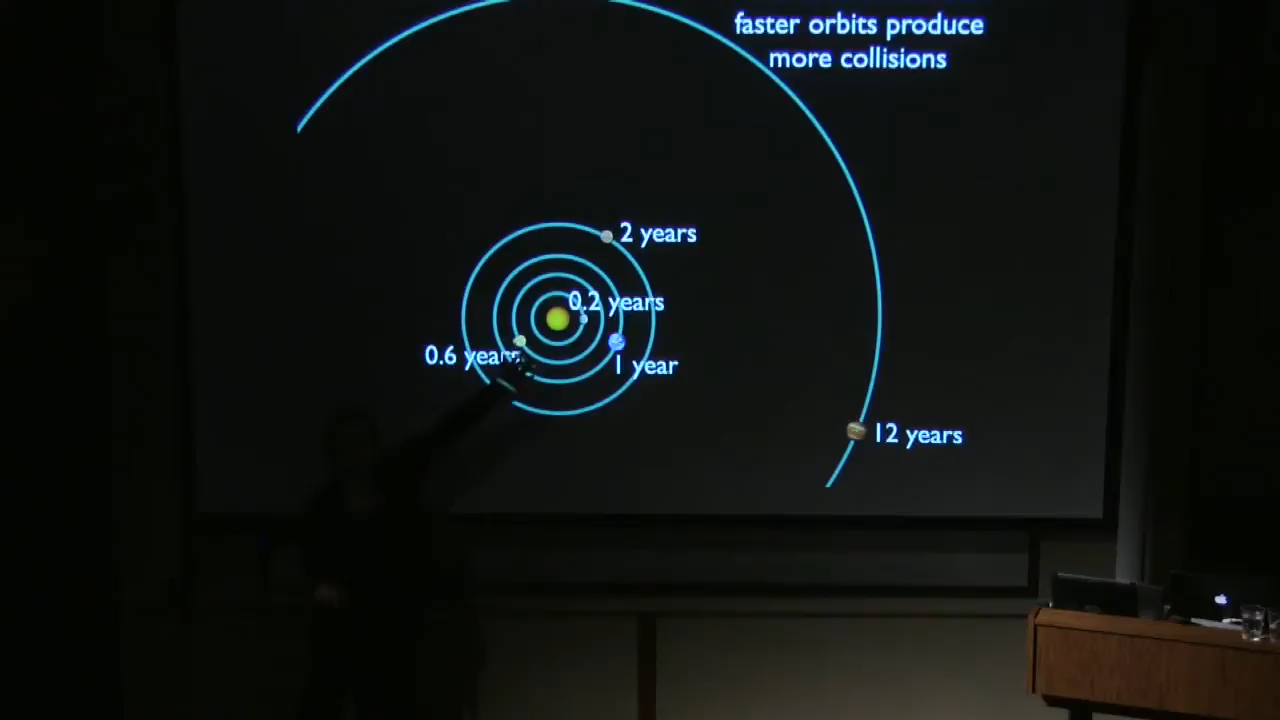 faster orbits produce
more collisions
2 years
0.2 years
0.6 years
1 year
12 years